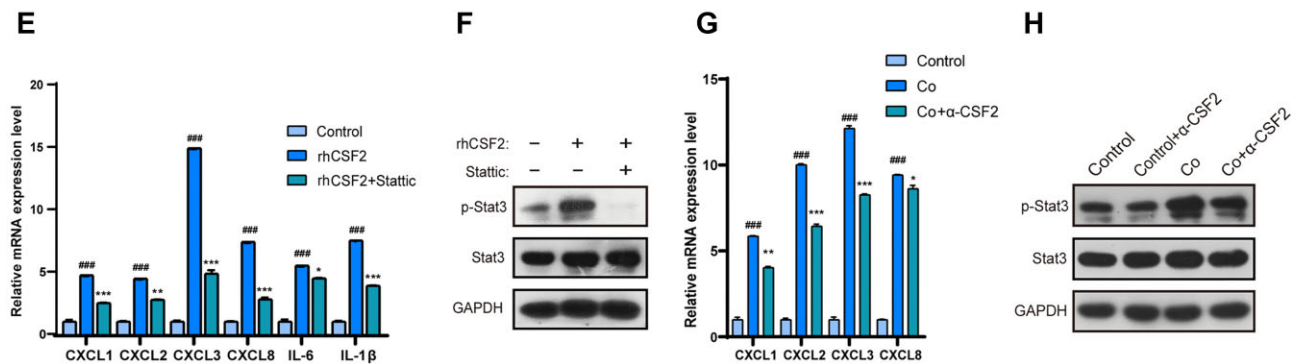 E
Relative mRNA expression level
20
15
10
5
0
Control
rhCSF2
rhCSF2+Stattic
###
***
###
**
###
***
###
***
###
*
###
***
CXCL1 CXCL2 CXCL3 CXCL8 IL-6 IL-1β
F
rhCSF2: – + +
Stattic: – – +
p-Stat3
Stat3
GAPDH
G
Relative mRNA expression level
15
10
5
0
Control
Co
Co+α-CSF2
###
**
###
***
###
***
###
*
CXCL1 CXCL2 CXCL3 CXCL8
H
Control Control+α-CSF2 Co Co+α-CSF2
p-Stat3
Stat3
GAPDH